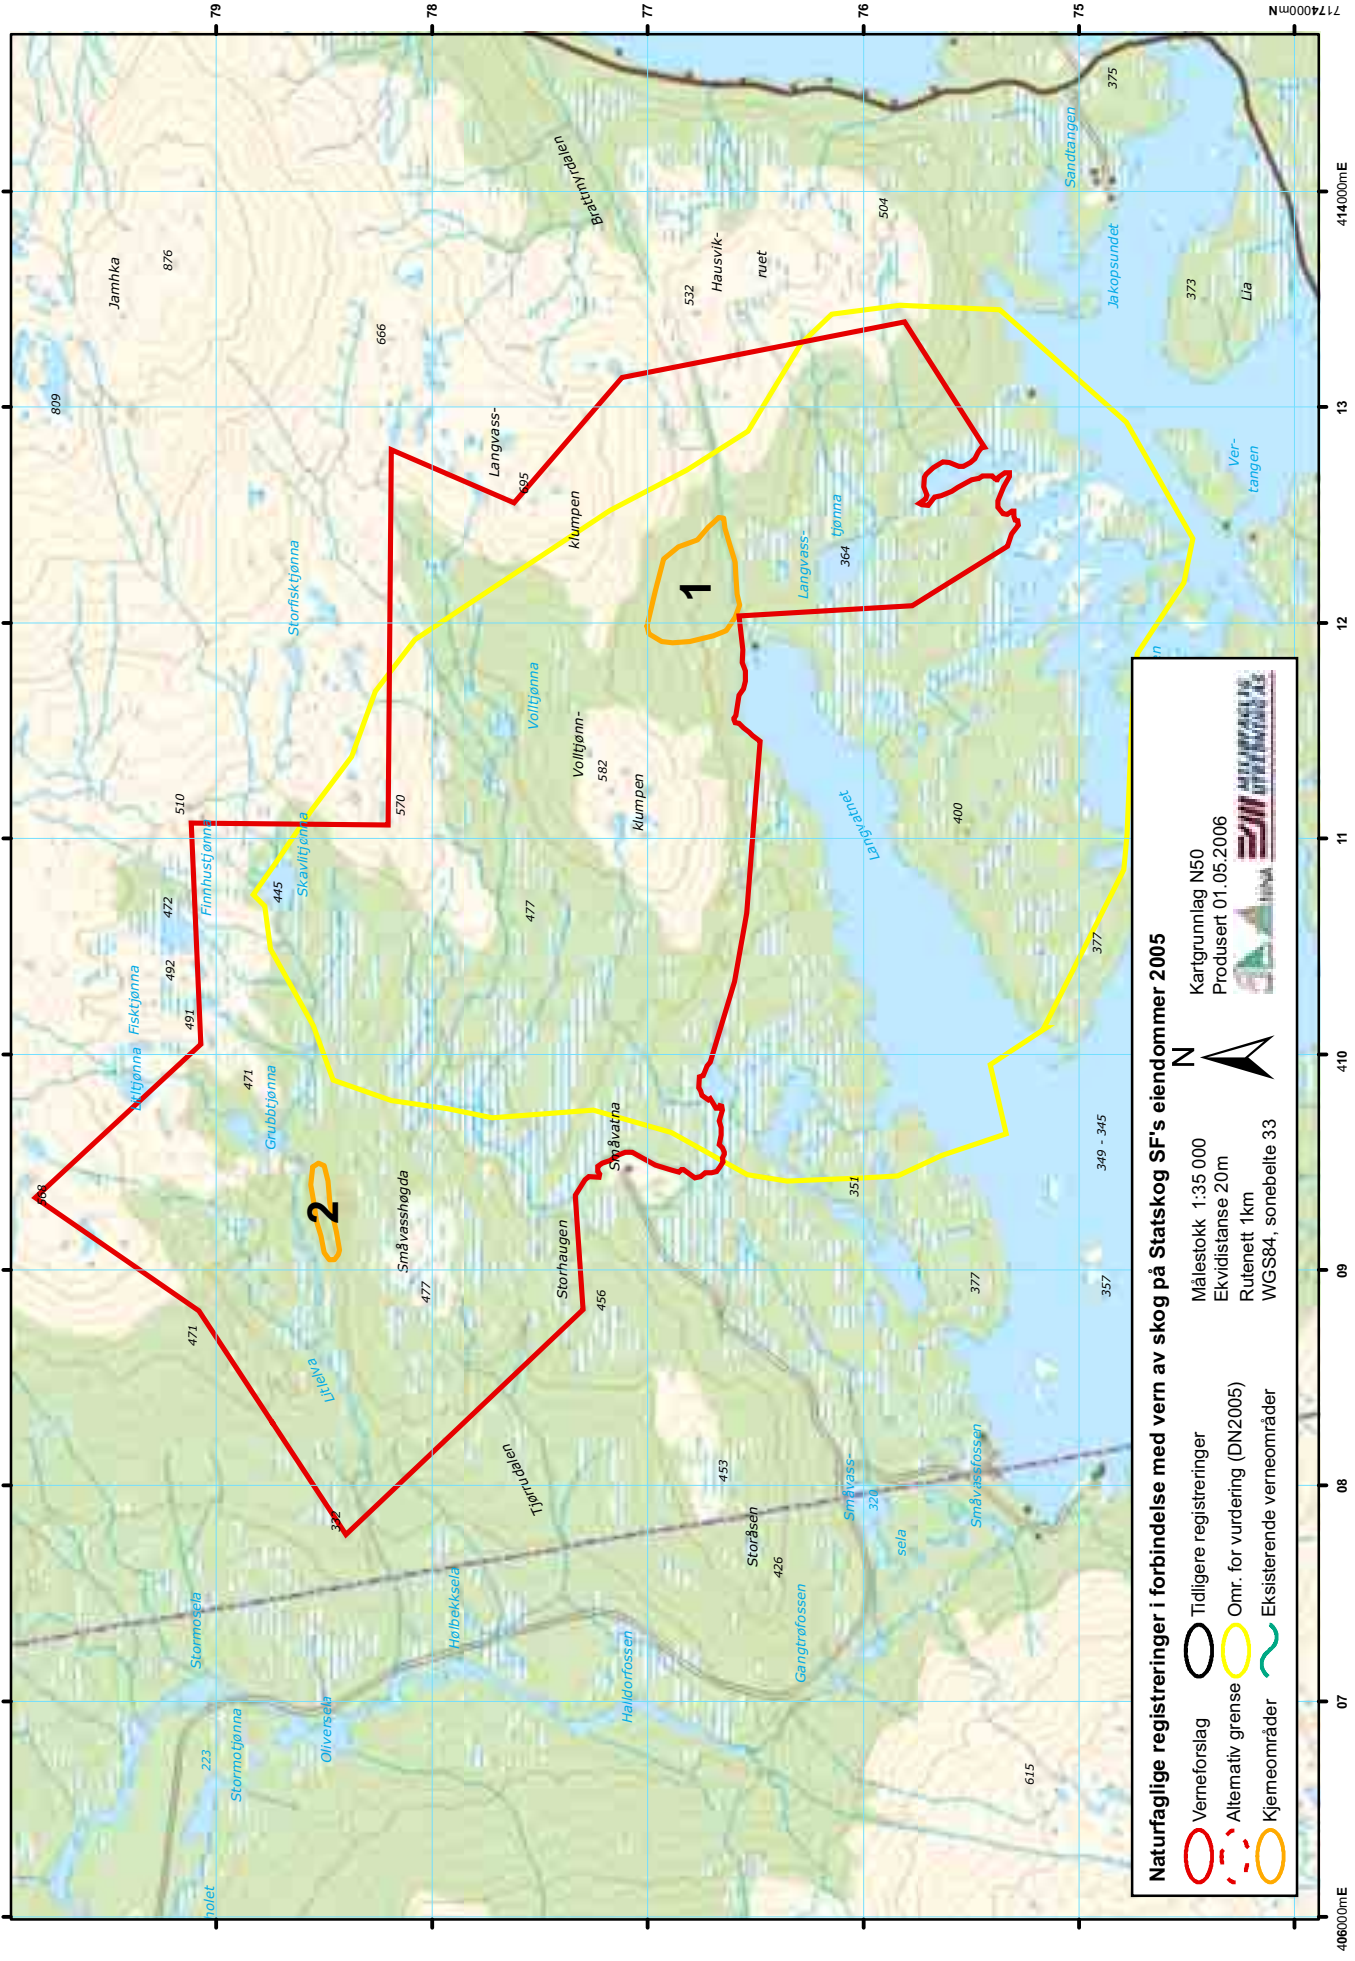 7174000mN
75
76
77
78
79
406000mE
07
08
09
410
11
12
13
414000mE
Jamhka
876
809
666
Brattmyrdalen
532
Hausvik-
ruet
504
Sandtangen
375
Jakopsundet
373
Lia
Ver-
tangen
Langvass-
695
klumpen
Storfisktjønna
Langvass-
tjønna
364
1
Volltjønna
Volltjønn-
582
klumpen
510
570
Finnhustjønna
Skavlitjønna
445
472
492
491
Fisktjønna
Litltjønna
471
Grubbtjønna
477
Langvatnet
400
377
668
2
Småvasshøgda
477
Småvatna
Storhaugen
456
351
349 - 345
377
357
471
Litlelva
332
Tjørrudalen
453
Storåsen
426
Småvass-
320
sela
Småvassfossen
Gangtrøfossen
Stormosela
Hølbekksela
Halldorfossen
Oliversela
Stormotjønna
223
holet
615
Naturfaglige registreringer i forbindelse med vern av skog på Statskog SF's eiendommer 2005
Verneforslag
Alternativ grense
Kjerneområder
Tidligere registreringer
Omr. for vurdering (DN2005)
Eksisterende verneområder
Målestokk 1:35 000
Ekvidistanse 20m
Rutenett 1km
WGS84, sonebelte 33
N
Kartgrunnlag N50
Produsert 01.05.2006